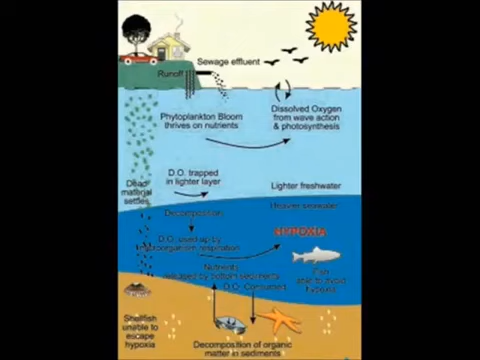 Sewage effluent
Runoff
Phytoplankton Bloom
thrives on nutrients
Dissolved Oxygen
from wave action
& photosynthesis
D.O. trapped
in lighter layer
Dead
material
settles
Lighter freshwater
Heavier seawater
Decomposition
HYPOXIA
D.O. used up by
microorganism respiration
Nutrients
released by bottom sediments
Fish
able to avoid
hypoxia
D.O. Consumed
Shellfish
unable to
escape
hypoxia
Decomposition of organic
matter in sediments